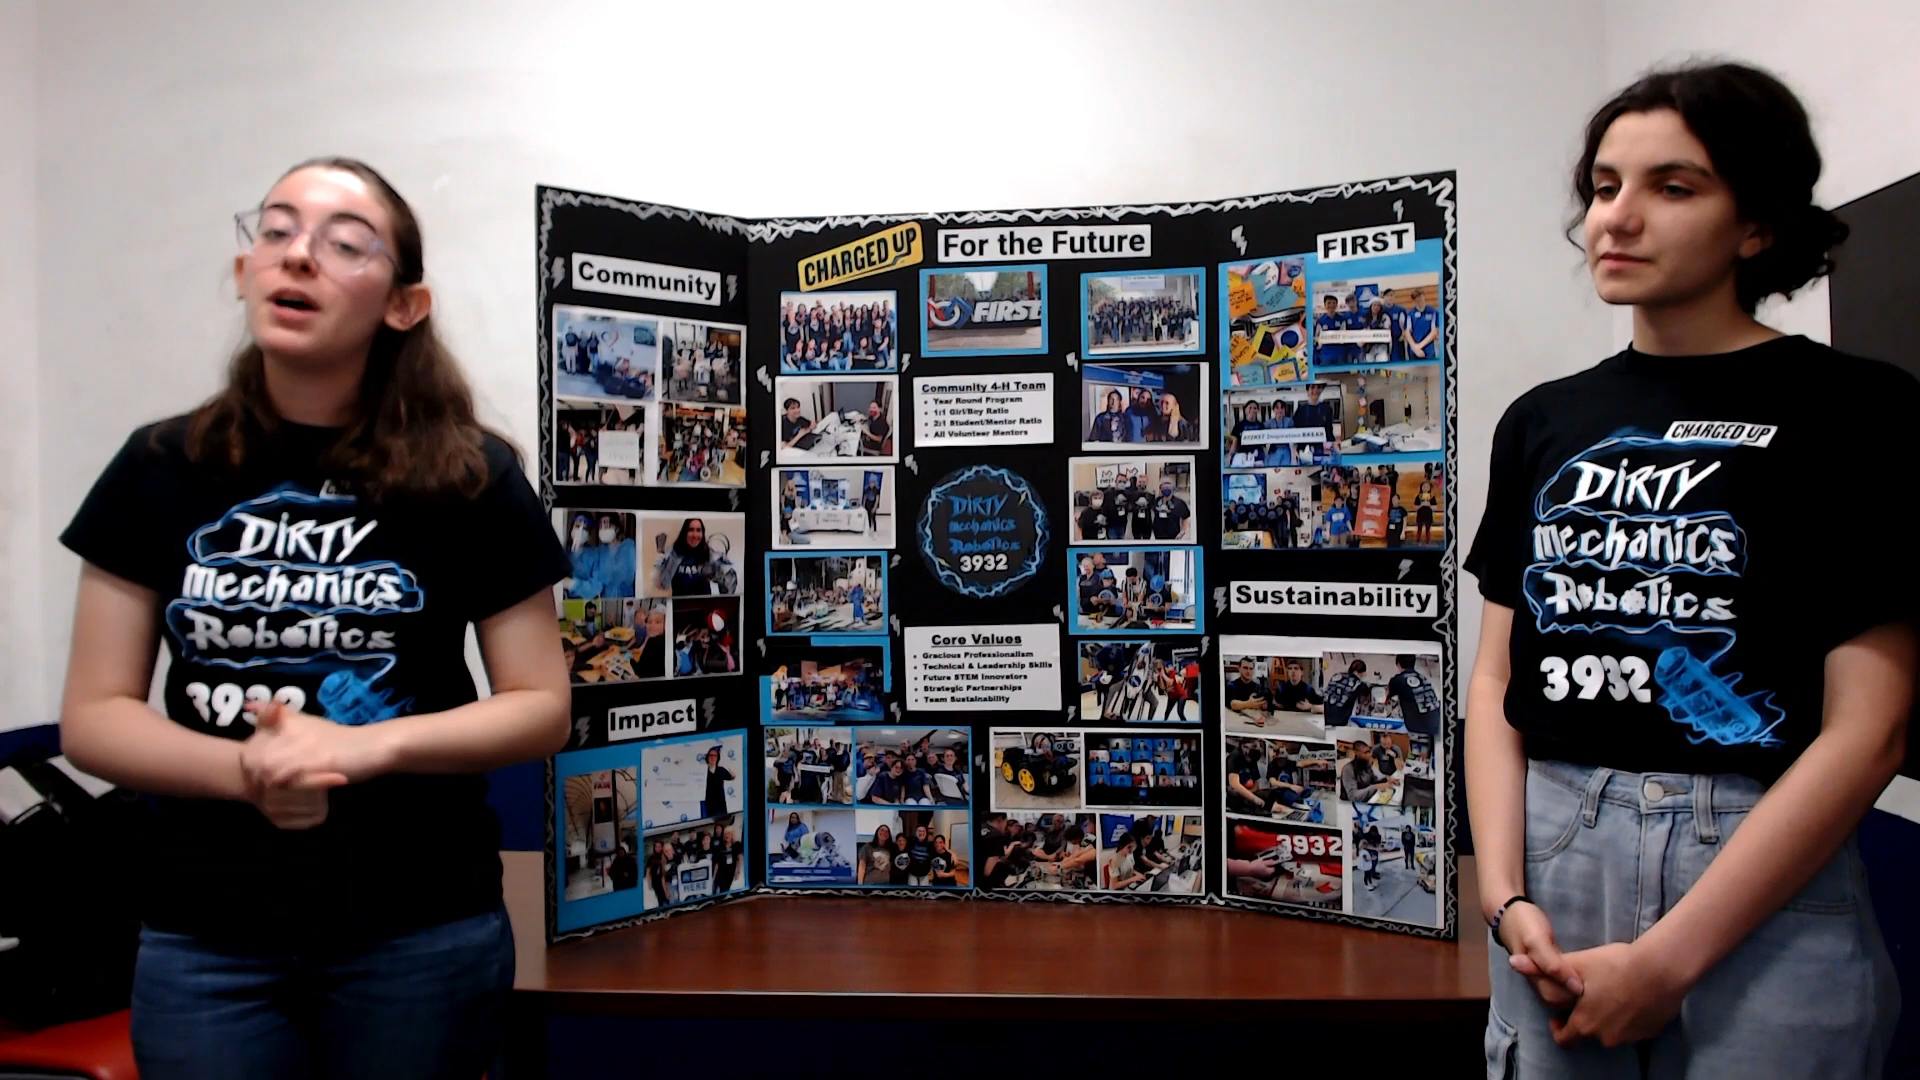 CHARGED UP
For the Future
FIRST
Community
FIRST
Community 4-H Team
Year Round Program
1:1 Girl/Boy Ratio
2:1 Student/Mentor Ratio
All Volunteer Mentors
DiRTY
Mechanics
Robotics
3932
Sustainability
Core Values
Gracious Professionalism
Technical & Leadership Skills
Future STEM Innovators
Strategic Partnerships
Team Sustainability
Impact
3932
HERE
DiRTY
Mechanics
Robotics
3932
CHARGED UP
DiRTY
Mechanics
Robotics
3932